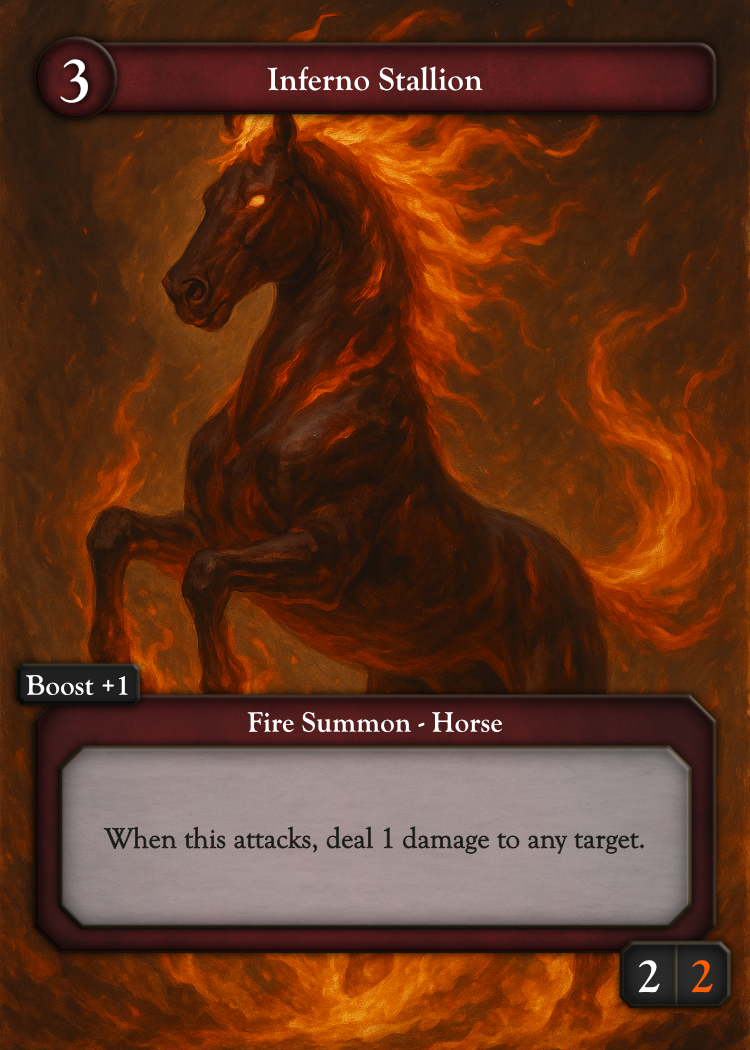 3
Inferno Stallion
Boost +1
Fire Summon - Horse
When this attacks, deal 1 damage to any target.
2 2